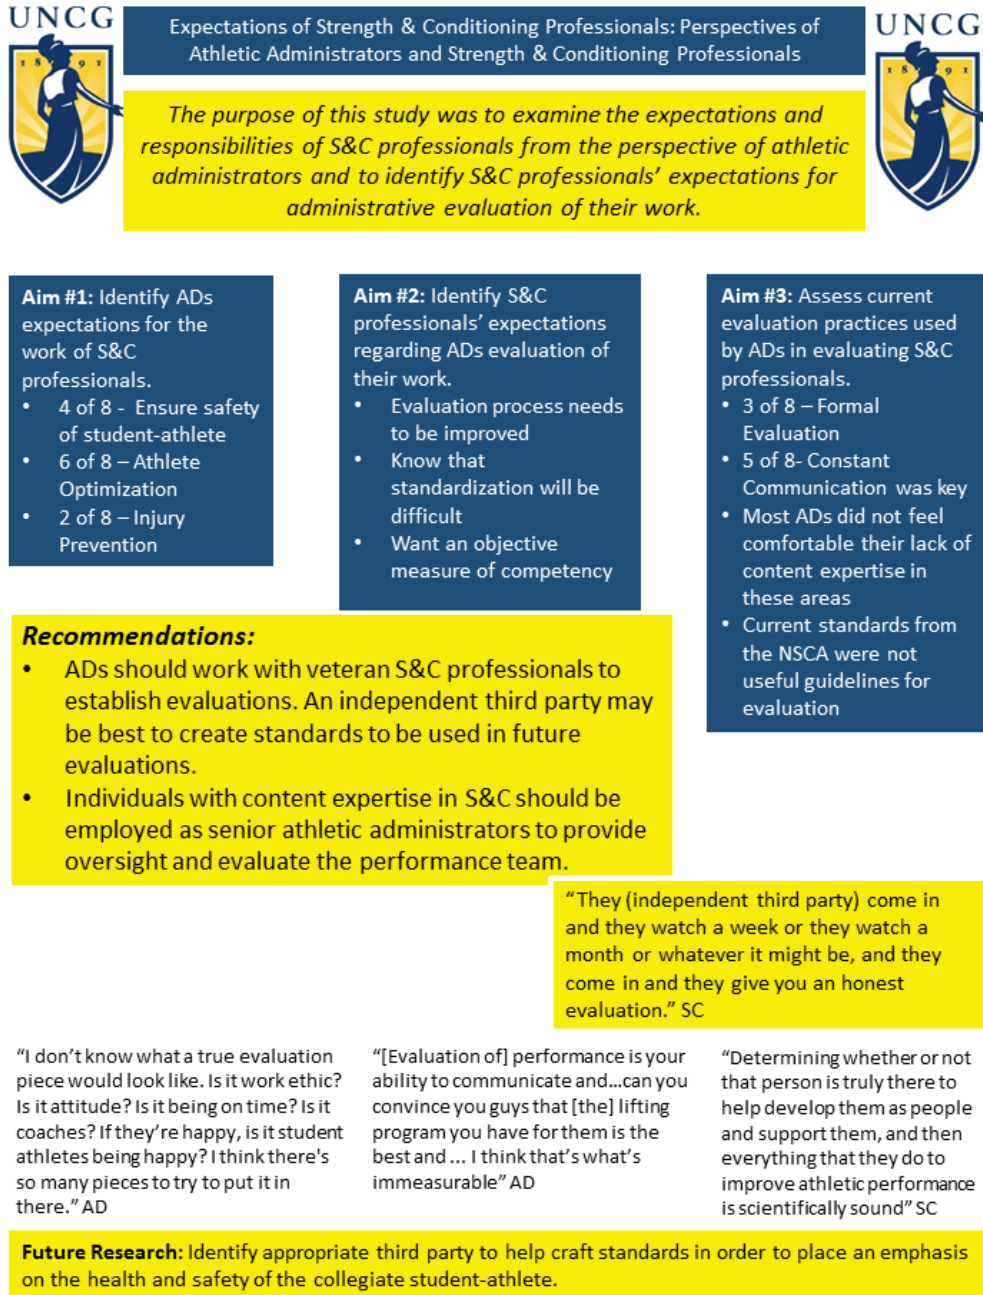 UNCG
1891
Expectations of Strength & Conditioning Professionals: Perspectives of
Athletic Administrators and Strength & Conditioning Professionals
UNCG
1891
The purpose of this study was to examine the expectations and
responsibilities of S&C professionals from the perspective of athletic
administrators and to identify S&C professionals' expectations for
administrative evaluation of their work.
Aim #1: Identify ADs
expectations for the
work of S&C
professionals.
• 4 of 8 - Ensure safety
of student-athlete
• 6 of 8 – Athlete
Optimization
• 2 of 8 – Injury
Prevention
Aim #2: Identify S&C
professionals' expectations
regarding ADs evaluation of
their work.
• Evaluation process needs
to be improved
• Know that
standardization will be
difficult
• Want an objective
measure of competency
Aim #3: Assess current
evaluation practices used
by ADs in evaluating S&C
professionals.
• 3 of 8 – Formal
Evaluation
• 5 of 8- Constant
Communication was key
• Most ADs did not feel
comfortable their lack of
content expertise in
these areas
• Current standards from
the NSCA were not
useful guidelines for
evaluation
Recommendations:
• ADs should work with veteran S&C professionals to
establish evaluations. An independent third party may
be best to create standards to be used in future
evaluations.
• Individuals with content expertise in S&C should be
employed as senior athletic administrators to provide
oversight and evaluate the performance team.
"They (independent third party) come in
and they watch a week or they watch a
month or whatever it might be, and they
come in and they give you an honest
evaluation." SC
"I don't know what a true evaluation
piece would look like. Is it work ethic?
Is it attitude? Is it being on time? Is it
coaches? If they're happy, is it student
athletes being happy? I think there's
so many pieces to try to put it in
there." AD
"[Evaluation of] performance is your
ability to communicate and...can you
convince you guys that [the] lifting
program you have for them is the
best and ... I think that's what's
immeasurable" AD
"Determining whether or not
that person is truly there to
help develop them as people
and support them, and then
everything that they do to
improve athletic performance
is scientifically sound" SC
Future Research: Identify appropriate third party to help craft standards in order to place an emphasis
on the health and safety of the collegiate student-athlete.